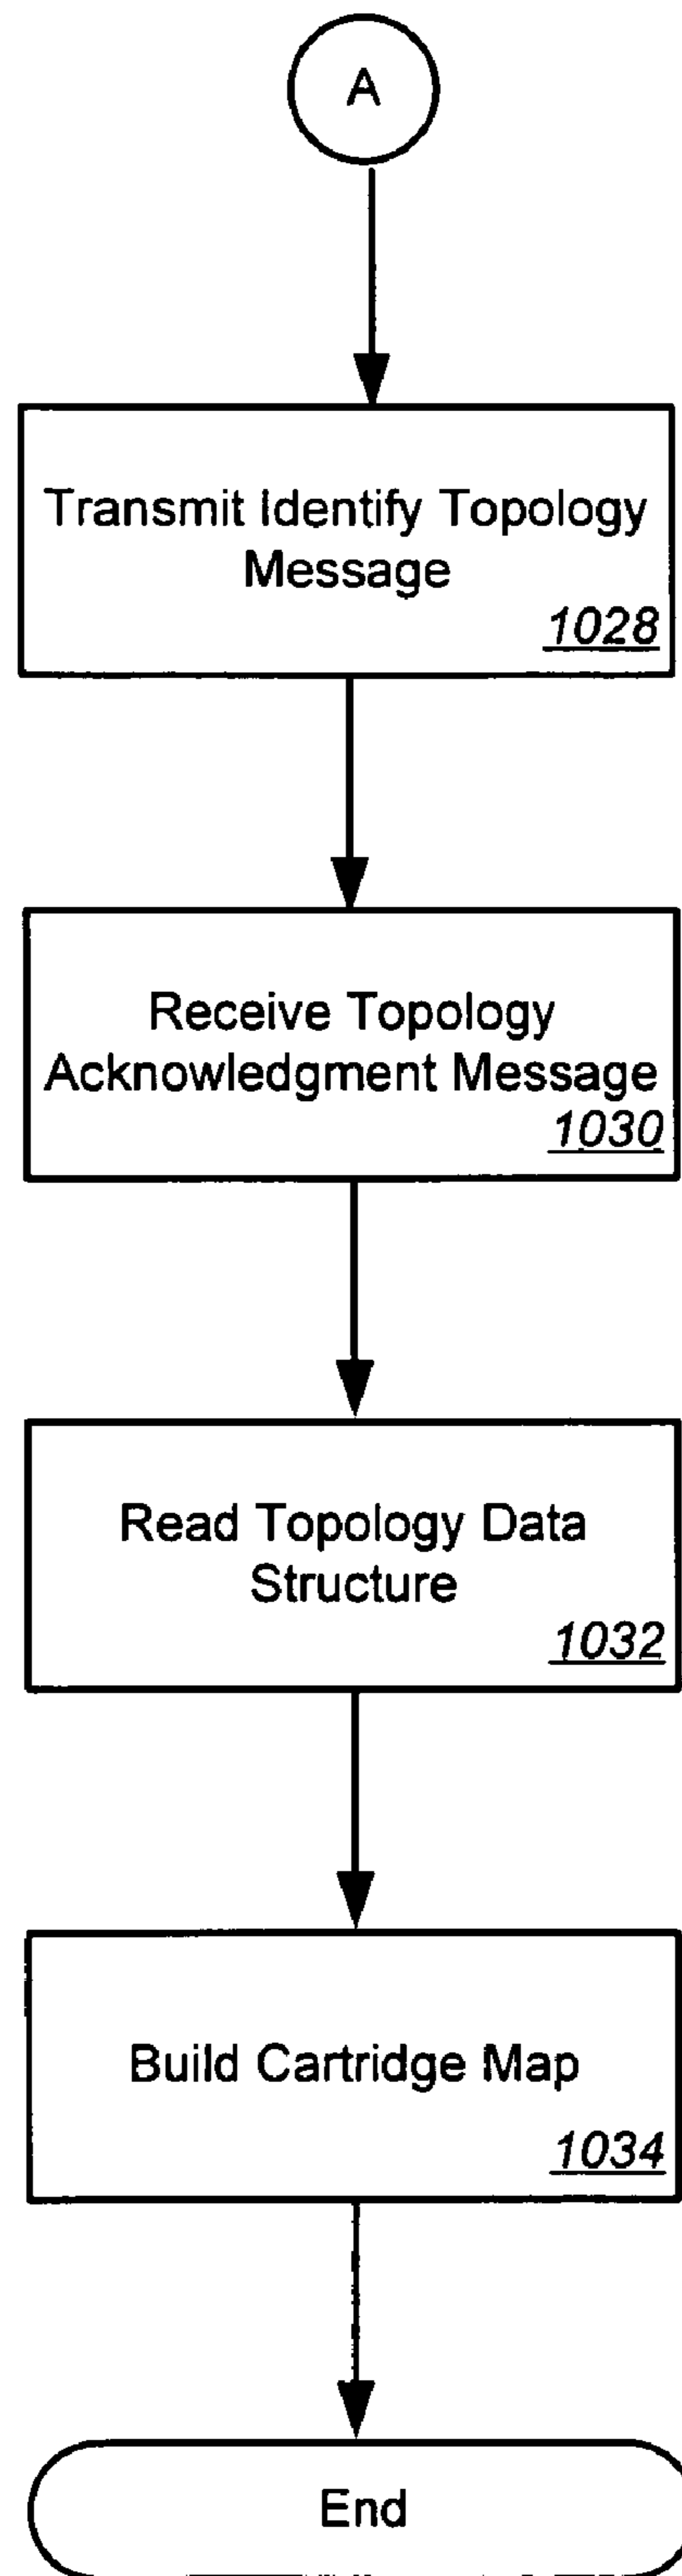 A
Transmit Identify Topology
Message
1028
Receive Topology
Acknowledgment Message
1030
Read Topology Data
Structure
1032
Build Cartridge Map
1034
End